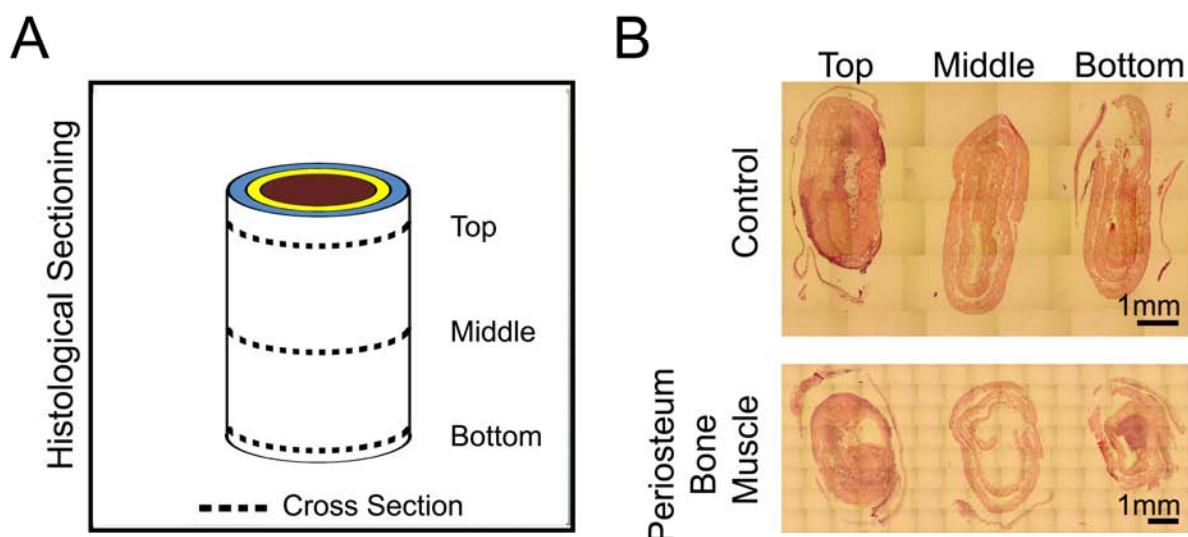 A
Histological Sectioning
Top
Middle
Bottom
Cross Section
B
Top Middle Bottom
Control
1mm
Periosteum
Bone
Muscle
1mm